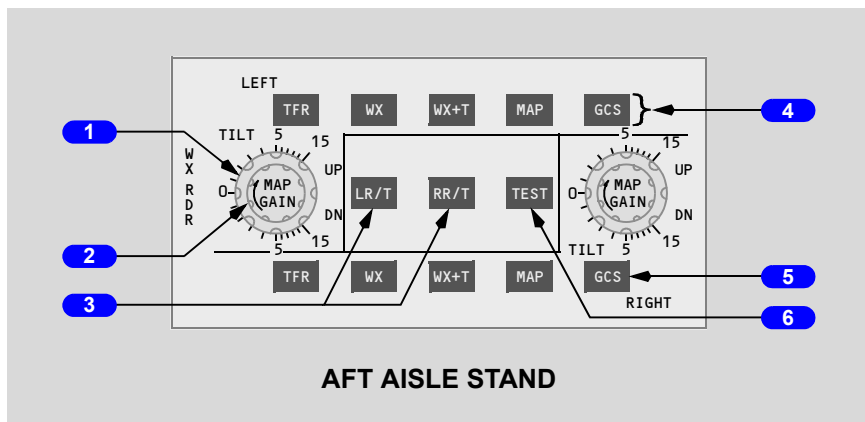 LEFT
TFR WX WX+T MAP GCS
4
1
TILT 5 15
5 15
WX RDR
UP
UP
0
MAP GAIN
LR/T RR/T TEST
0
MAP GAIN
DN
DN
2
5 15
TILT 5 15
TFR WX WX+T MAP GCS
5
3
RIGHT
6
AFT AISLE STAND